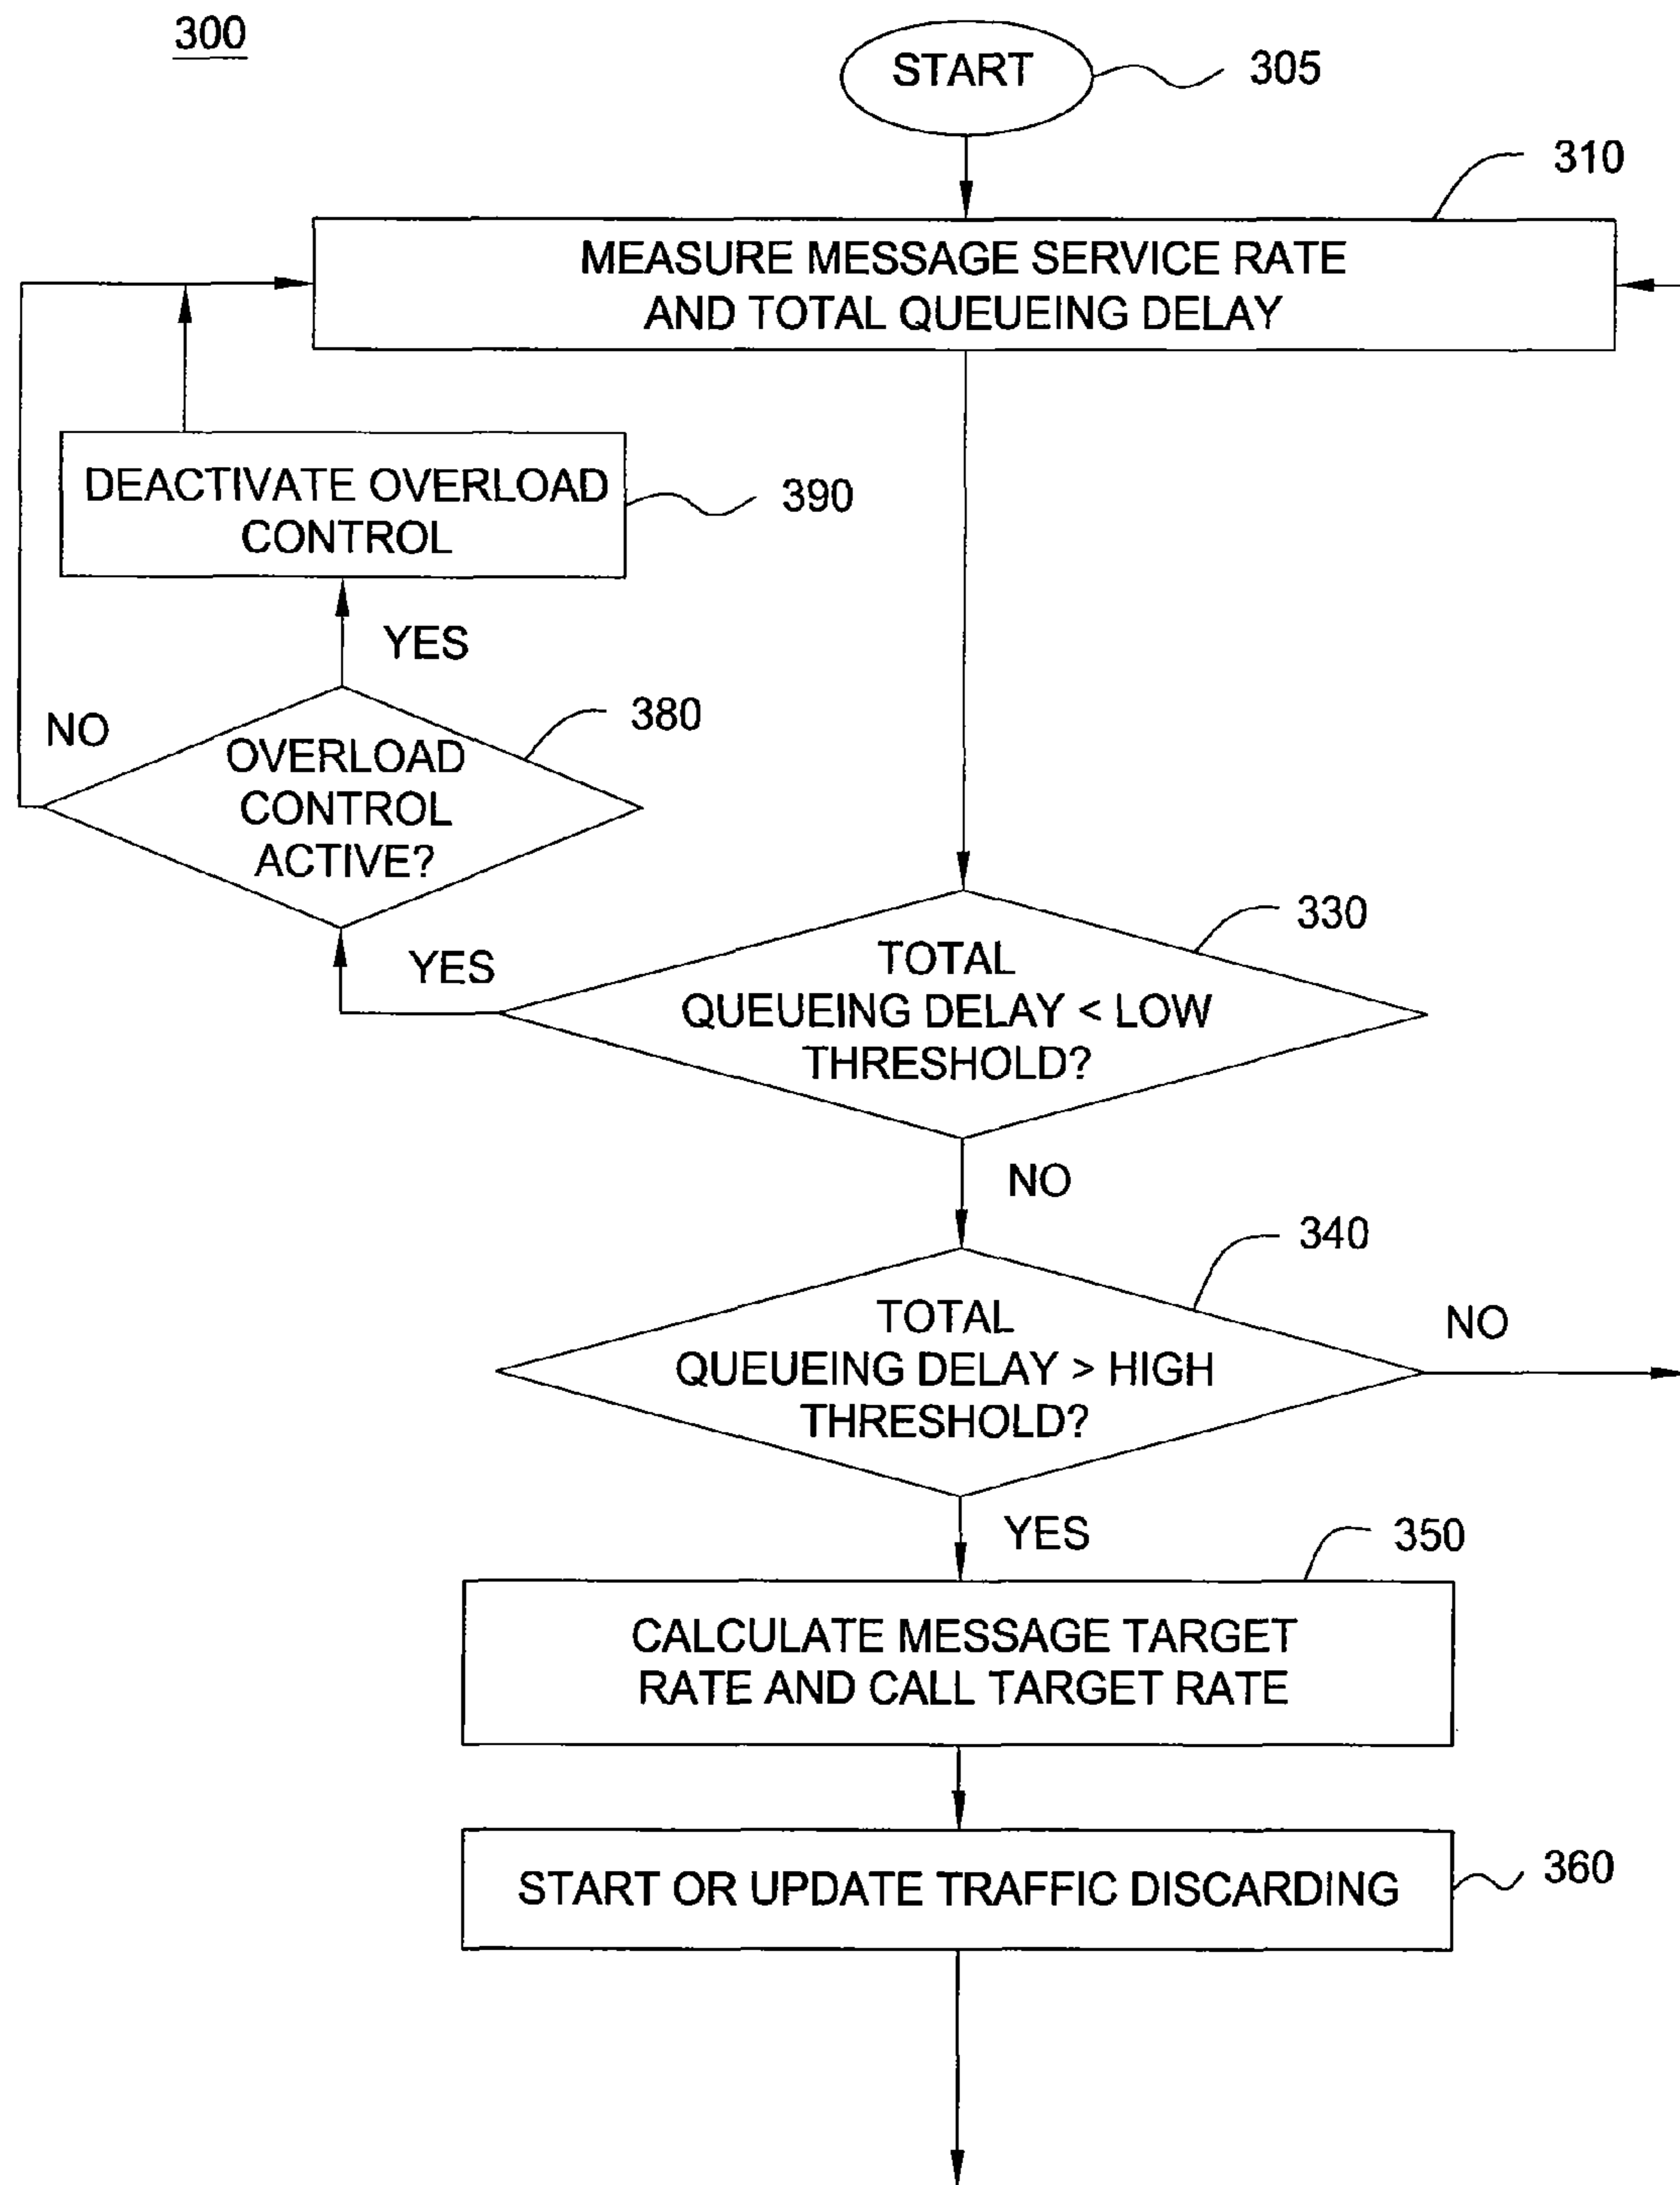 300
START
305
310
MEASURE MESSAGE SERVICE RATE
AND TOTAL QUEUEING DELAY
DEACTIVATE OVERLOAD
CONTROL
390
YES
NO
380
OVERLOAD
CONTROL
ACTIVE?
YES
330
TOTAL
QUEUEING DELAY < LOW
THRESHOLD?
NO
340
TOTAL
QUEUEING DELAY > HIGH
THRESHOLD?
NO
YES
350
CALCULATE MESSAGE TARGET
RATE AND CALL TARGET RATE
START OR UPDATE TRAFFIC DISCARDING
360